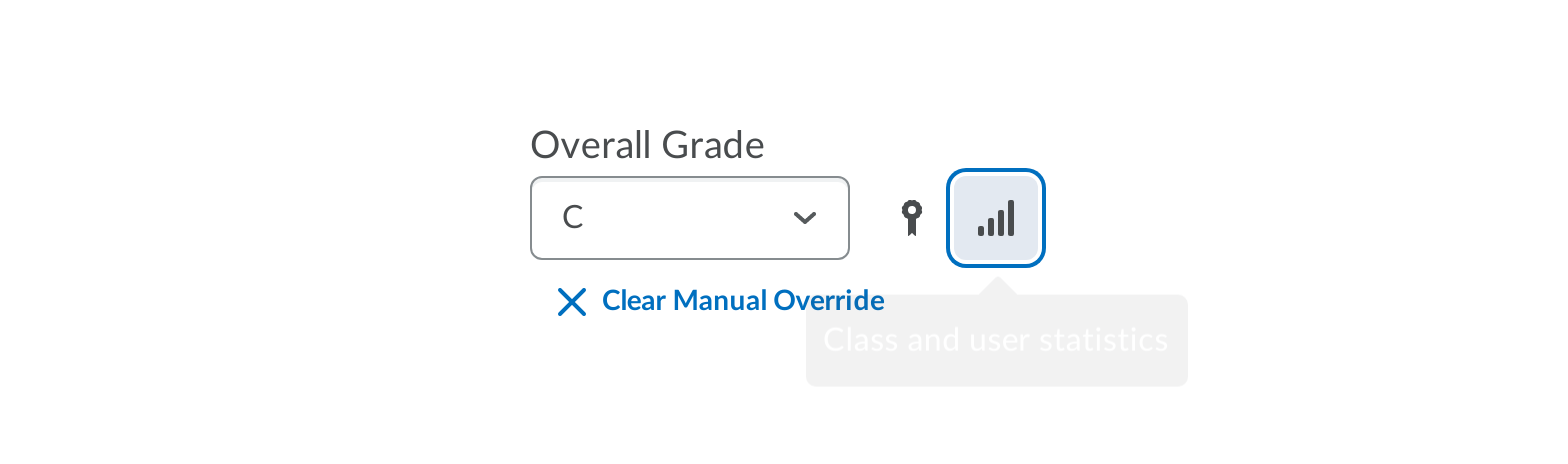 Overall Grade
C
Clear Manual Override
Class and user statistics